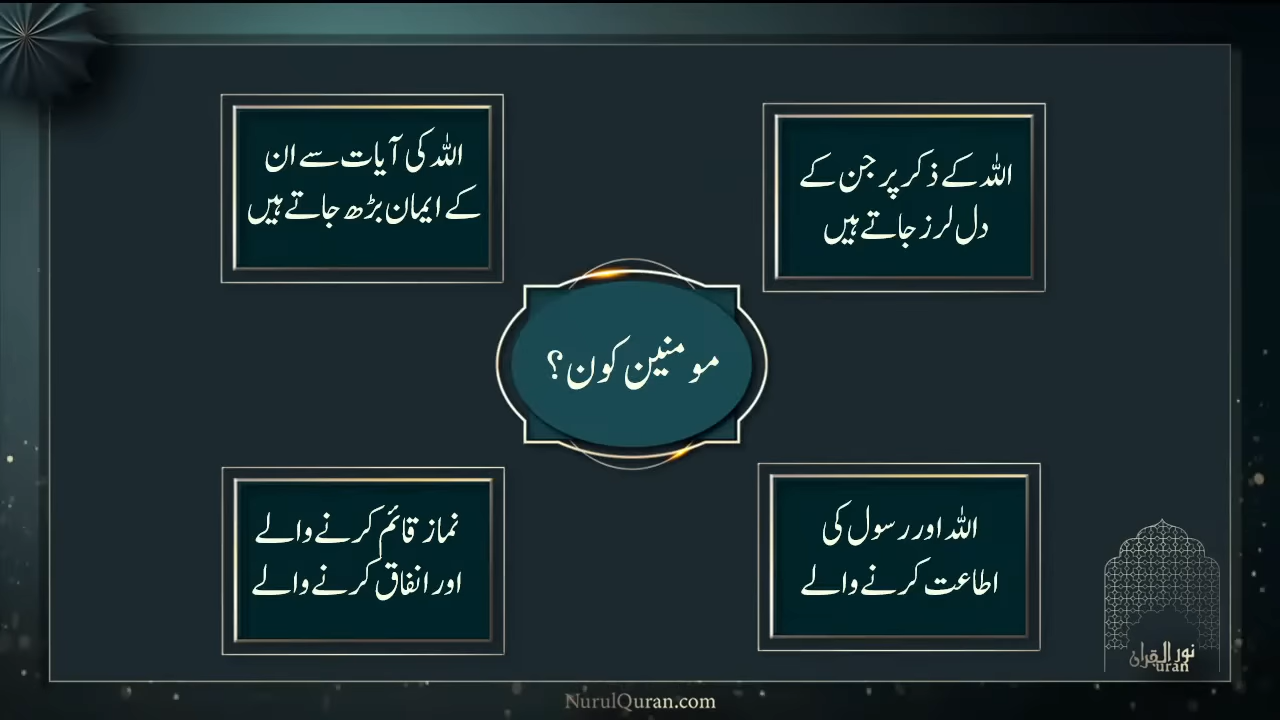 اللہ کے ذکر پر جن کے
دل لرز جاتے ہیں
اللہ کی آیات سے ان
کے ایمان بڑھ جاتے ہیں
مومنین کون؟
اللہ اور رسول کی
اطاعت کرنے والے
نماز قائم کرنے والے
اور انفاق کرنے والے
نور القرآن
uran
NurulQuran.com